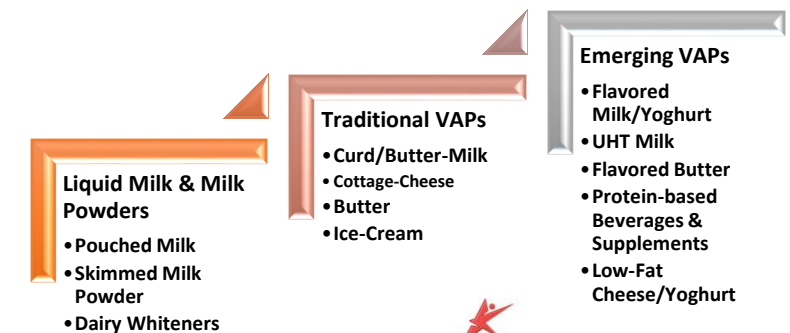 Liquid Milk & Milk
Powders
•Pouched Milk
•Skimmed Milk
Powder
•Dairy Whiteners
Traditional VAPs
•Curd/Butter-Milk
•Cottage-Cheese
•Butter
•Ice-Cream
Emerging VAPs
•Flavored
Milk/Yoghurt
•UHT Milk
•Flavored Butter
•Protein-based
Beverages &
Supplements
•Low-Fat
Cheese/Yoghurt